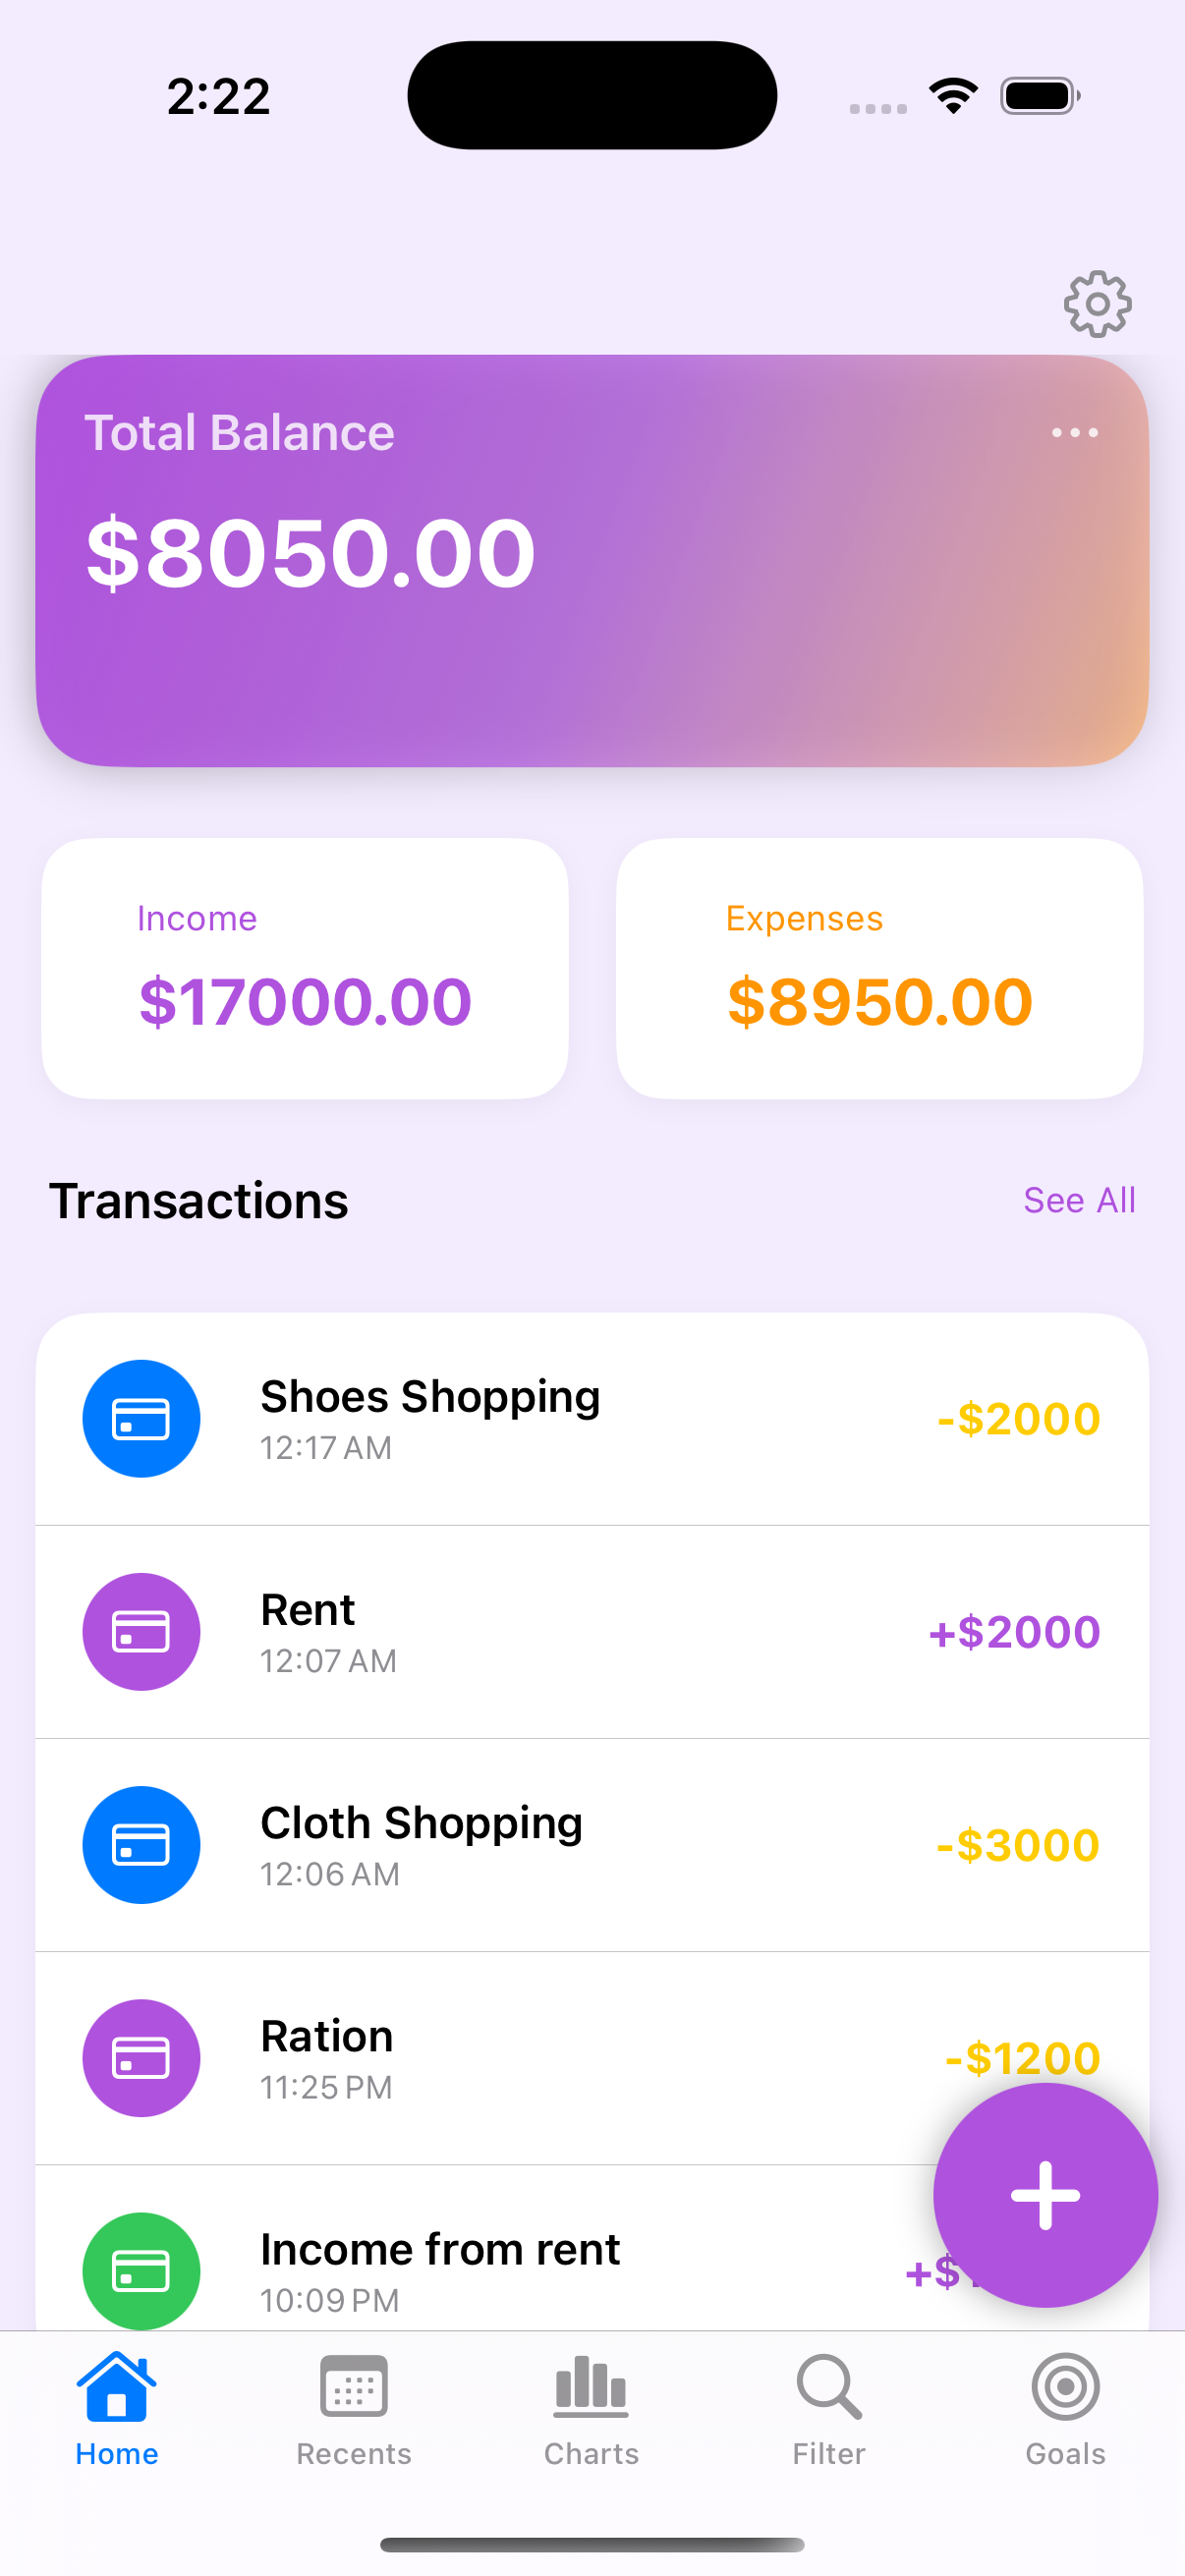 2:22
Total Balance
$8050.00
Income
$17000.00
Expenses
$8950.00
Transactions
See All
Shoes Shopping
12:17 AM
-$2000
Rent
12:07 AM
+$2000
Cloth Shopping
12:06 AM
-$3000
Ration
11:25 PM
-$1200
Income from rent
10:09 PM
+$
Home
Recents
Charts
Filter
Goals